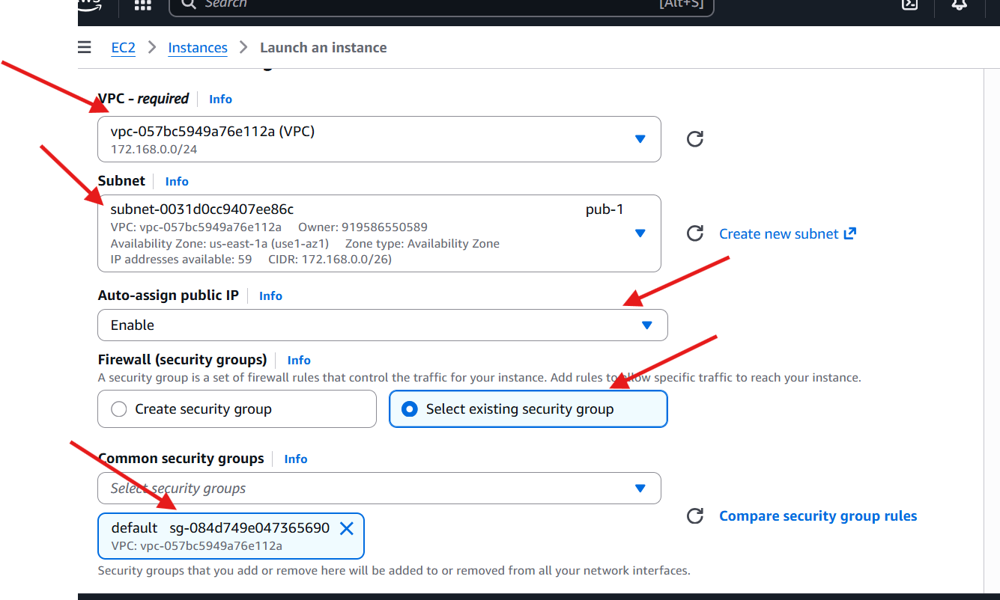 aws
Search
[Alt+S]
EC2 > Instances > Launch an instance
VPC - required Info
vpc-057bc5949a76e112a (VPC)
172.168.0.0/24
Subnet Info
subnet-0031d0cc9407ee86c pub-1
VPC: vpc-057bc5949a76e112a Owner: 919586550589
Availability Zone: us-east-1a (use1-az1) Zone type: Availability Zone
IP addresses available: 59 CIDR: 172.168.0.0/26)
Create new subnet
Auto-assign public IP Info
Enable
Firewall (security groups) Info
A security group is a set of firewall rules that control the traffic for your instance. Add rules to allow specific traffic to reach your instance.
Create security group
Select existing security group
Common security groups Info
Select security groups
default sg-084d749e047365690
VPC: vpc-057bc5949a76e112a
Compare security group rules
Security groups that you add or remove here will be added to or removed from all your network interfaces.